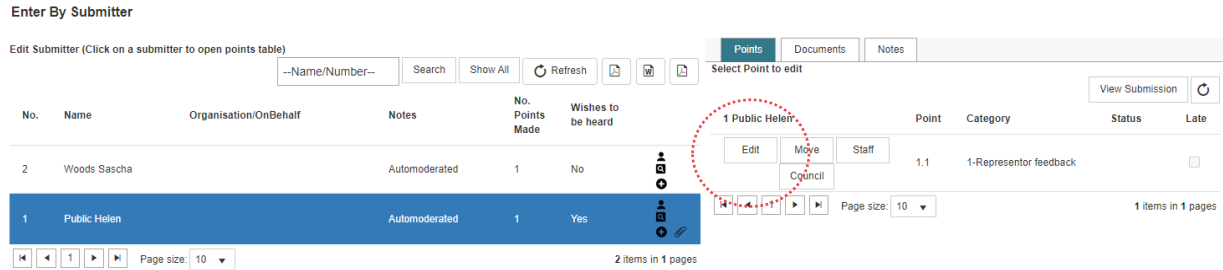 Enter By Submitter
Edit Submitter (Click on a submitter to open points table)
--Name/Number-- Search Show All Refresh
No. Name Organisation/OnBehalf Notes No. Points Made Wishes to be heard
2 Woods Sascha Automoderated 1 No
1 Public Helen Automoderated 1 Yes
1 Page size: 10 2 items in 1 pages
Points Documents Notes
Select Point to edit
View Submission
1 Public Helen Point Category Status Late
Edit Move Staff
Council
1.1 1-Representor feedback
1 Page size: 10 1 items in 1 pages